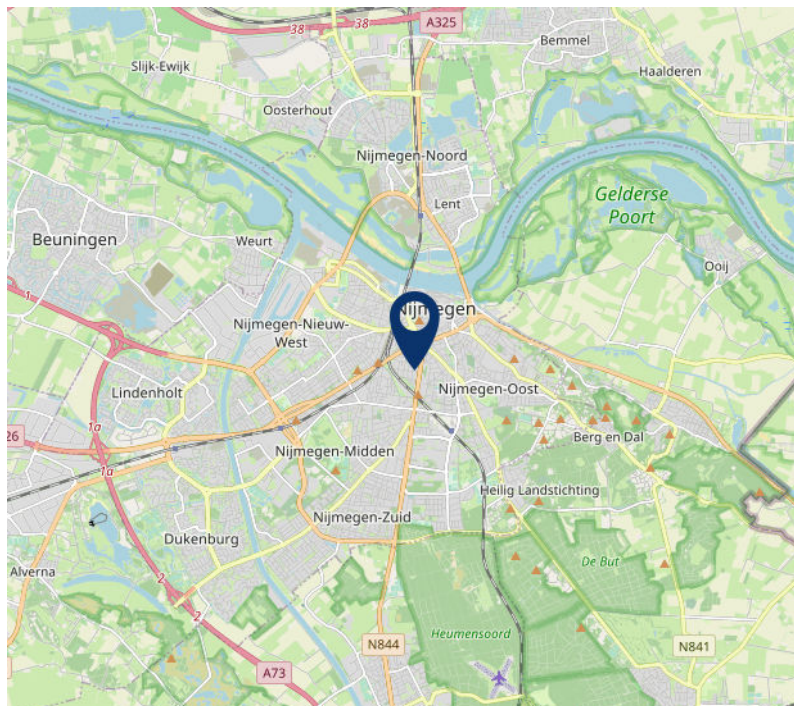 38
A325
38
Bemmel
Slijk-Ewijk
Haalderen
Oosterhout
Nijmegen-Noord
Gelderse
Poort
Lent
Beuningen
Weurt
Ooij
1
Nijmegen
Nijmegen-Nieuw-
West
Lindenholt
Nijmegen-Oost
1a
26
Berg en Dal
Nijmegen-Midden
1a
Heilig Landstichting
Nijmegen-Zuid
Dukenburg
De But
Alverna
2
2
Heumensoord
N844
N841
A73